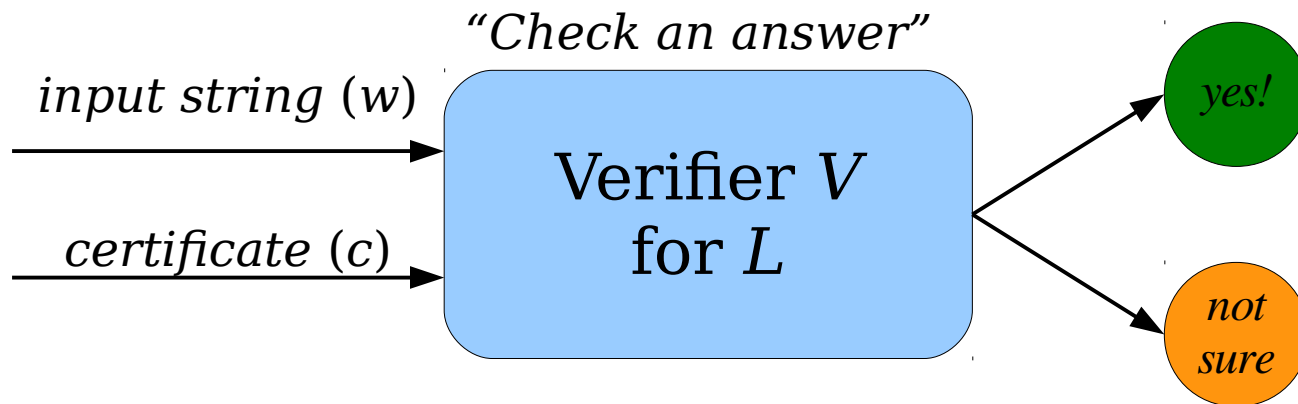 “Check an answer”
input string (w)
yes!
Verifier V
for L
certificate (c)
not
sure